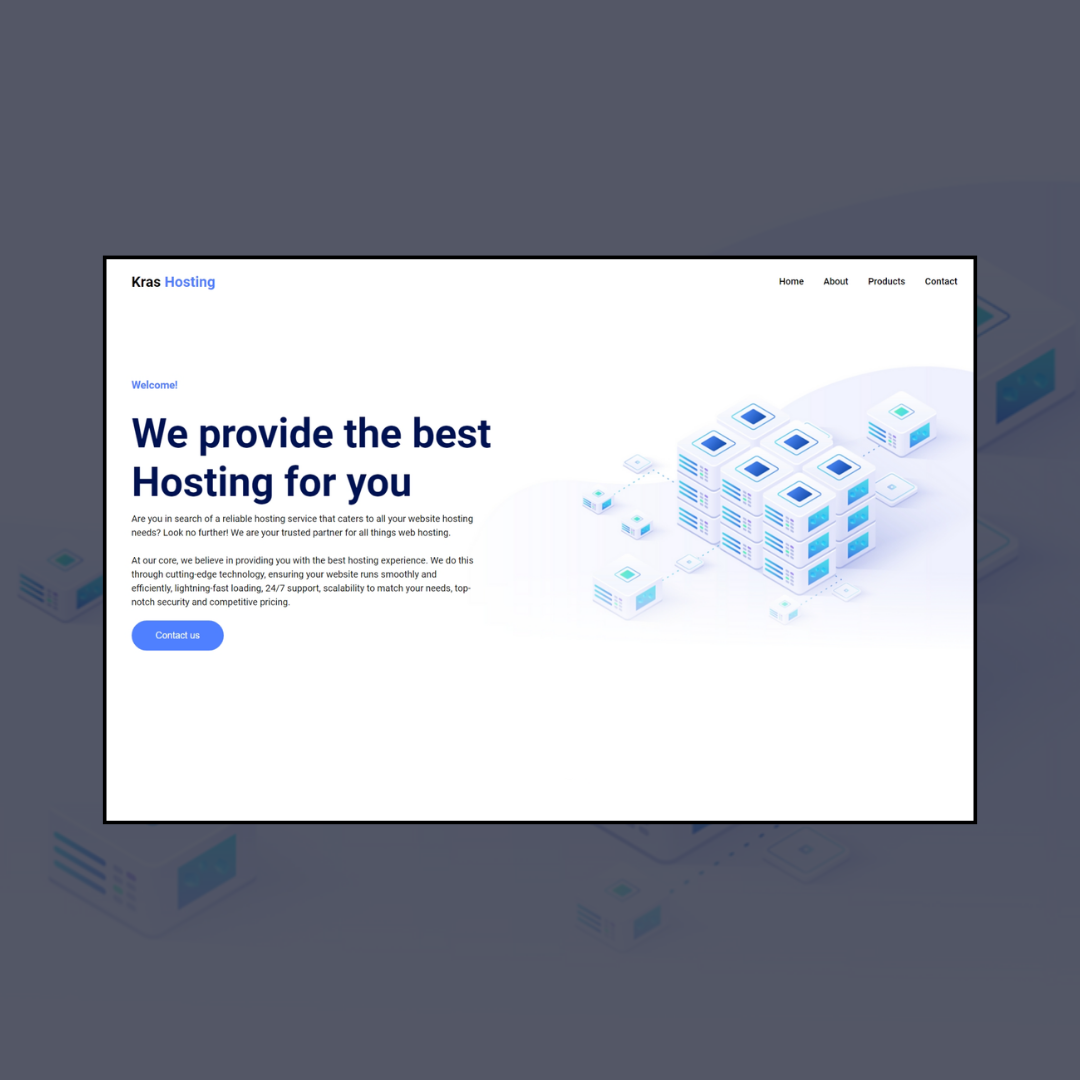 Kras Hosting
Home About Products Contact
Welcome!
We provide the best
Hosting for you
Are you in search of a reliable hosting service that caters to all your website hosting
needs? Look no further! We are your trusted partner for all things web hosting.
At our core, we believe in providing you with the best hosting experience. We do this
through cutting-edge technology, ensuring your website runs smoothly and
efficiently, lightning-fast loading, 24/7 support, scalability to match your needs, top-
notch security and competitive pricing.
Contact us